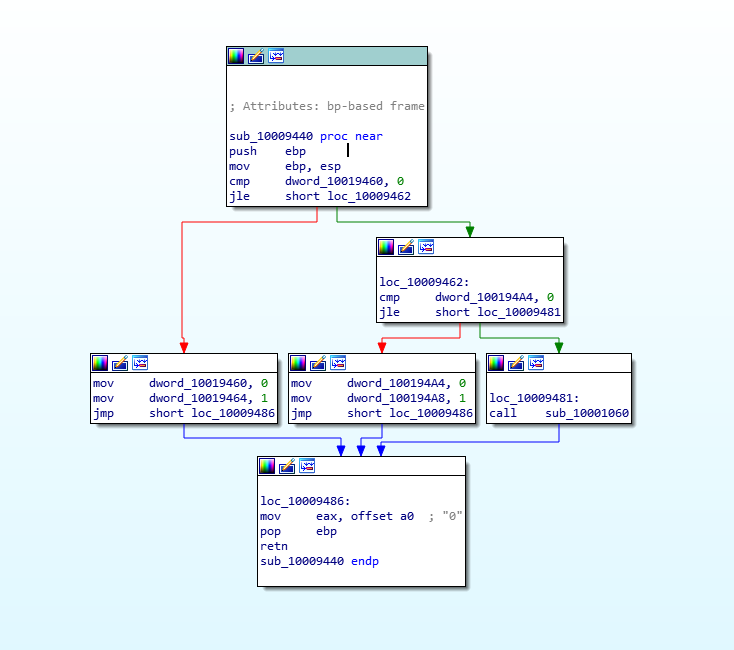 ; Attributes: bp-based frame
sub_10009440 proc near
push ebp
mov ebp, esp
cmp dword_10019460, 0
jle short loc_10009462
loc_10009462:
cmp dword_100194A4, 0
jle short loc_10009481
mov dword_10019460, 0
mov dword_10019464, 1
jmp short loc_10009486
mov dword_100194A4, 0
mov dword_100194A8, 1
jmp short loc_10009486
loc_10009481:
call sub_10001060
loc_10009486:
mov eax, offset a0 ; "0"
pop ebp
retn
sub_10009440 endp